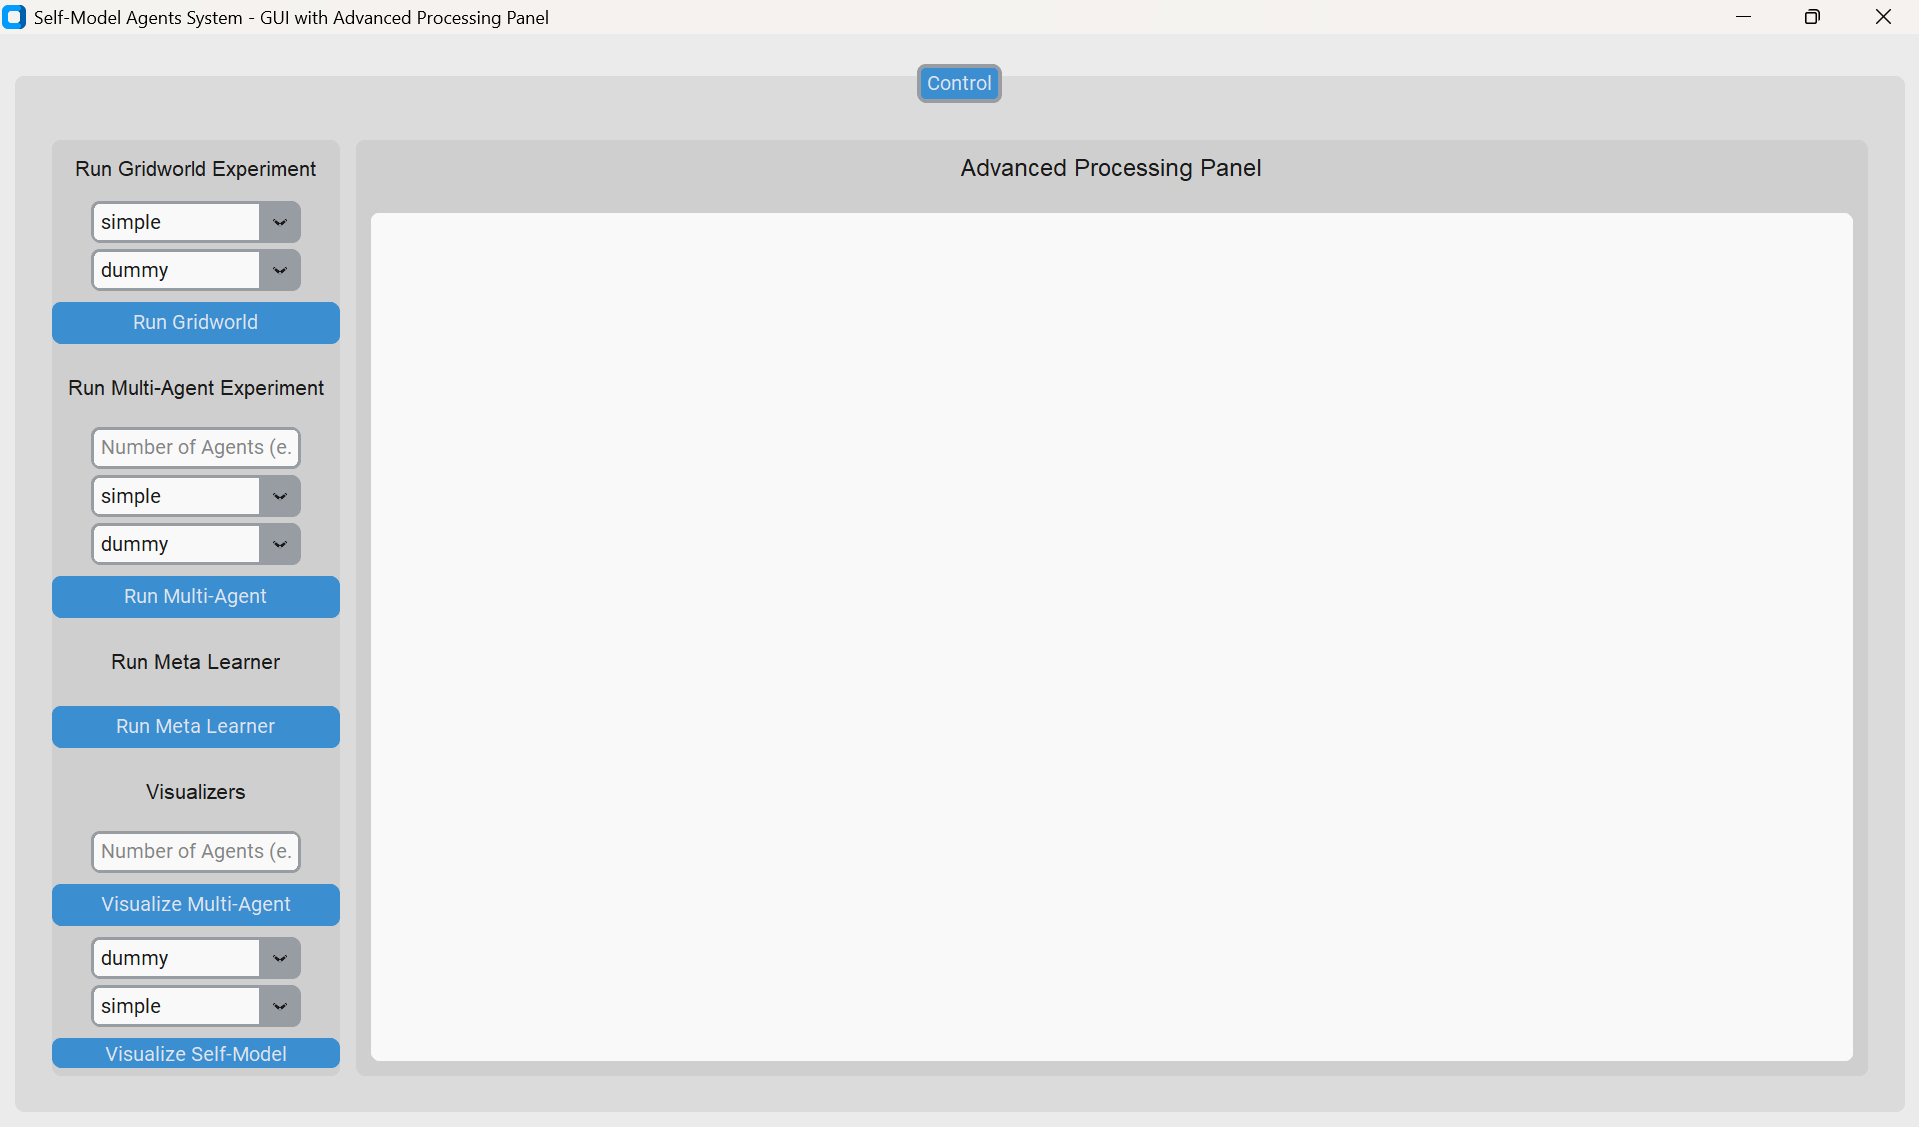 Self-Model Agents System - GUI with Advanced Processing Panel
Control
Run Gridworld Experiment
simple
dummy
Run Gridworld
Run Multi-Agent Experiment
Number of Agents (e.
simple
dummy
Run Multi-Agent
Run Meta Learner
Run Meta Learner
Visualizers
Number of Agents (e.
Visualize Multi-Agent
dummy
simple
Visualize Self-Model
Advanced Processing Panel